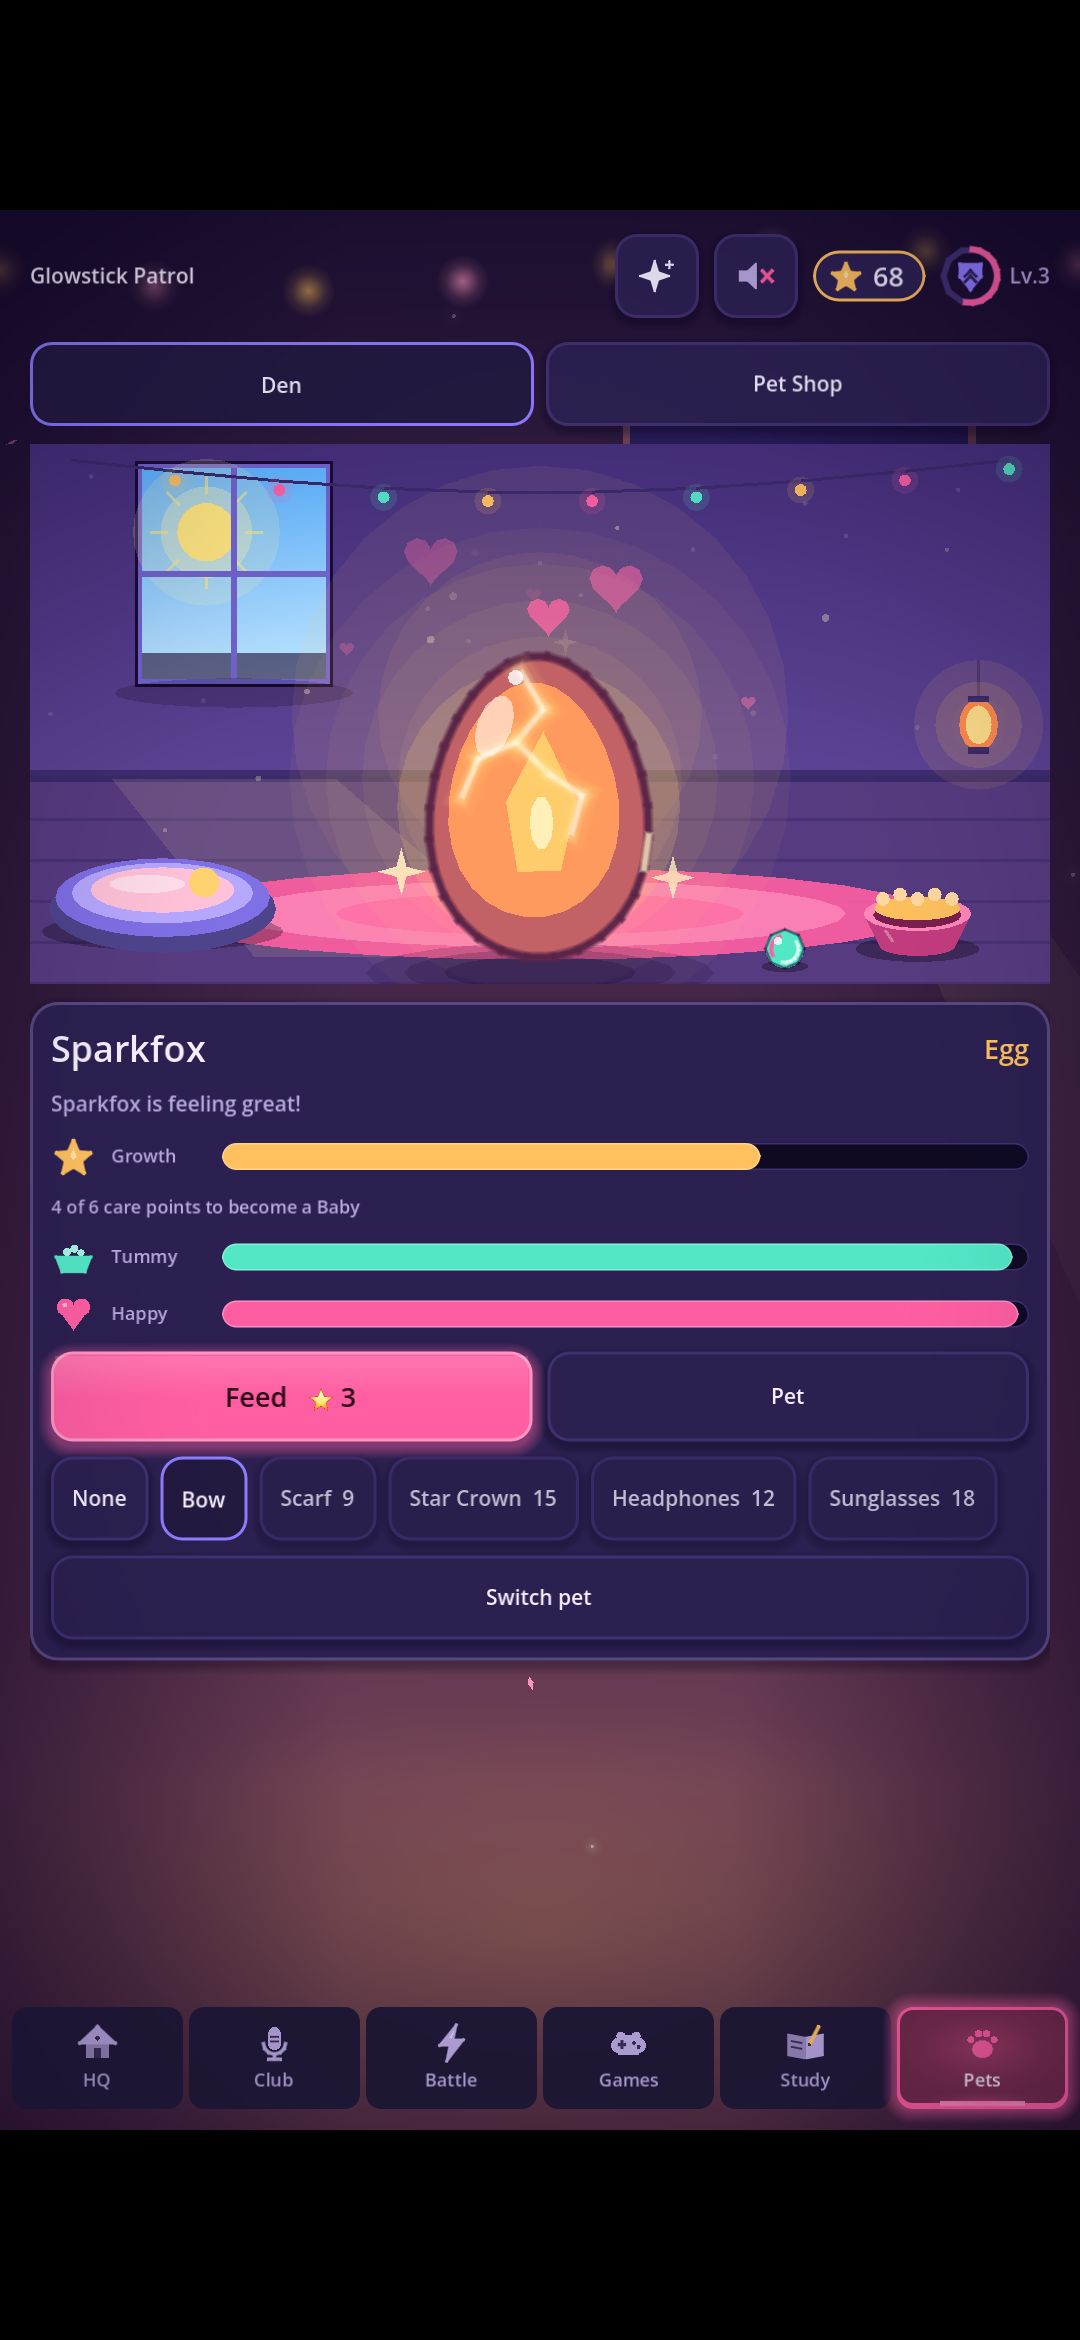 Glowstick Patrol
68
Lv.3
Den
Pet Shop
Sparkfox
Egg
Sparkfox is feeling great!
Growth
4 of 6 care points to become a Baby
Tummy
Happy
Feed 3
Pet
None
Bow
Scarf 9
Star Crown 15
Headphones 12
Sunglasses 18
Switch pet
HQ
Club
Battle
Games
Study
Pets